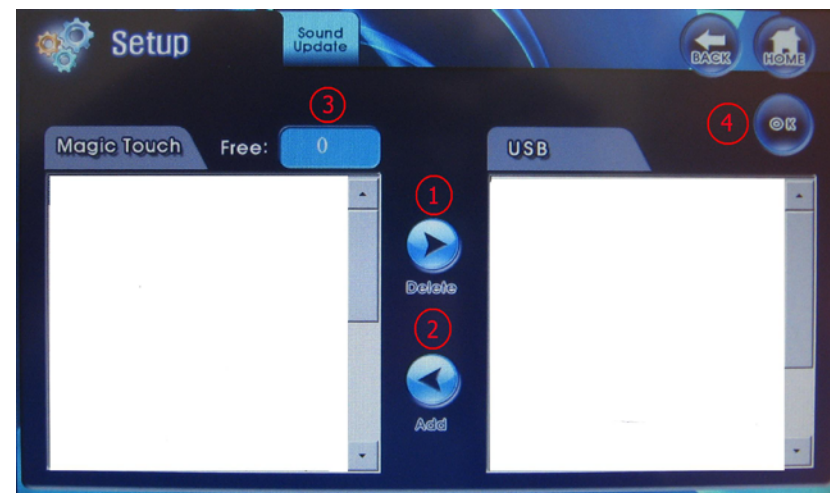 Setup
Sound
Update
BACK
HOME
3
4
OK
Magic Touch
Free:
0
USB
1
Delete
2
Add